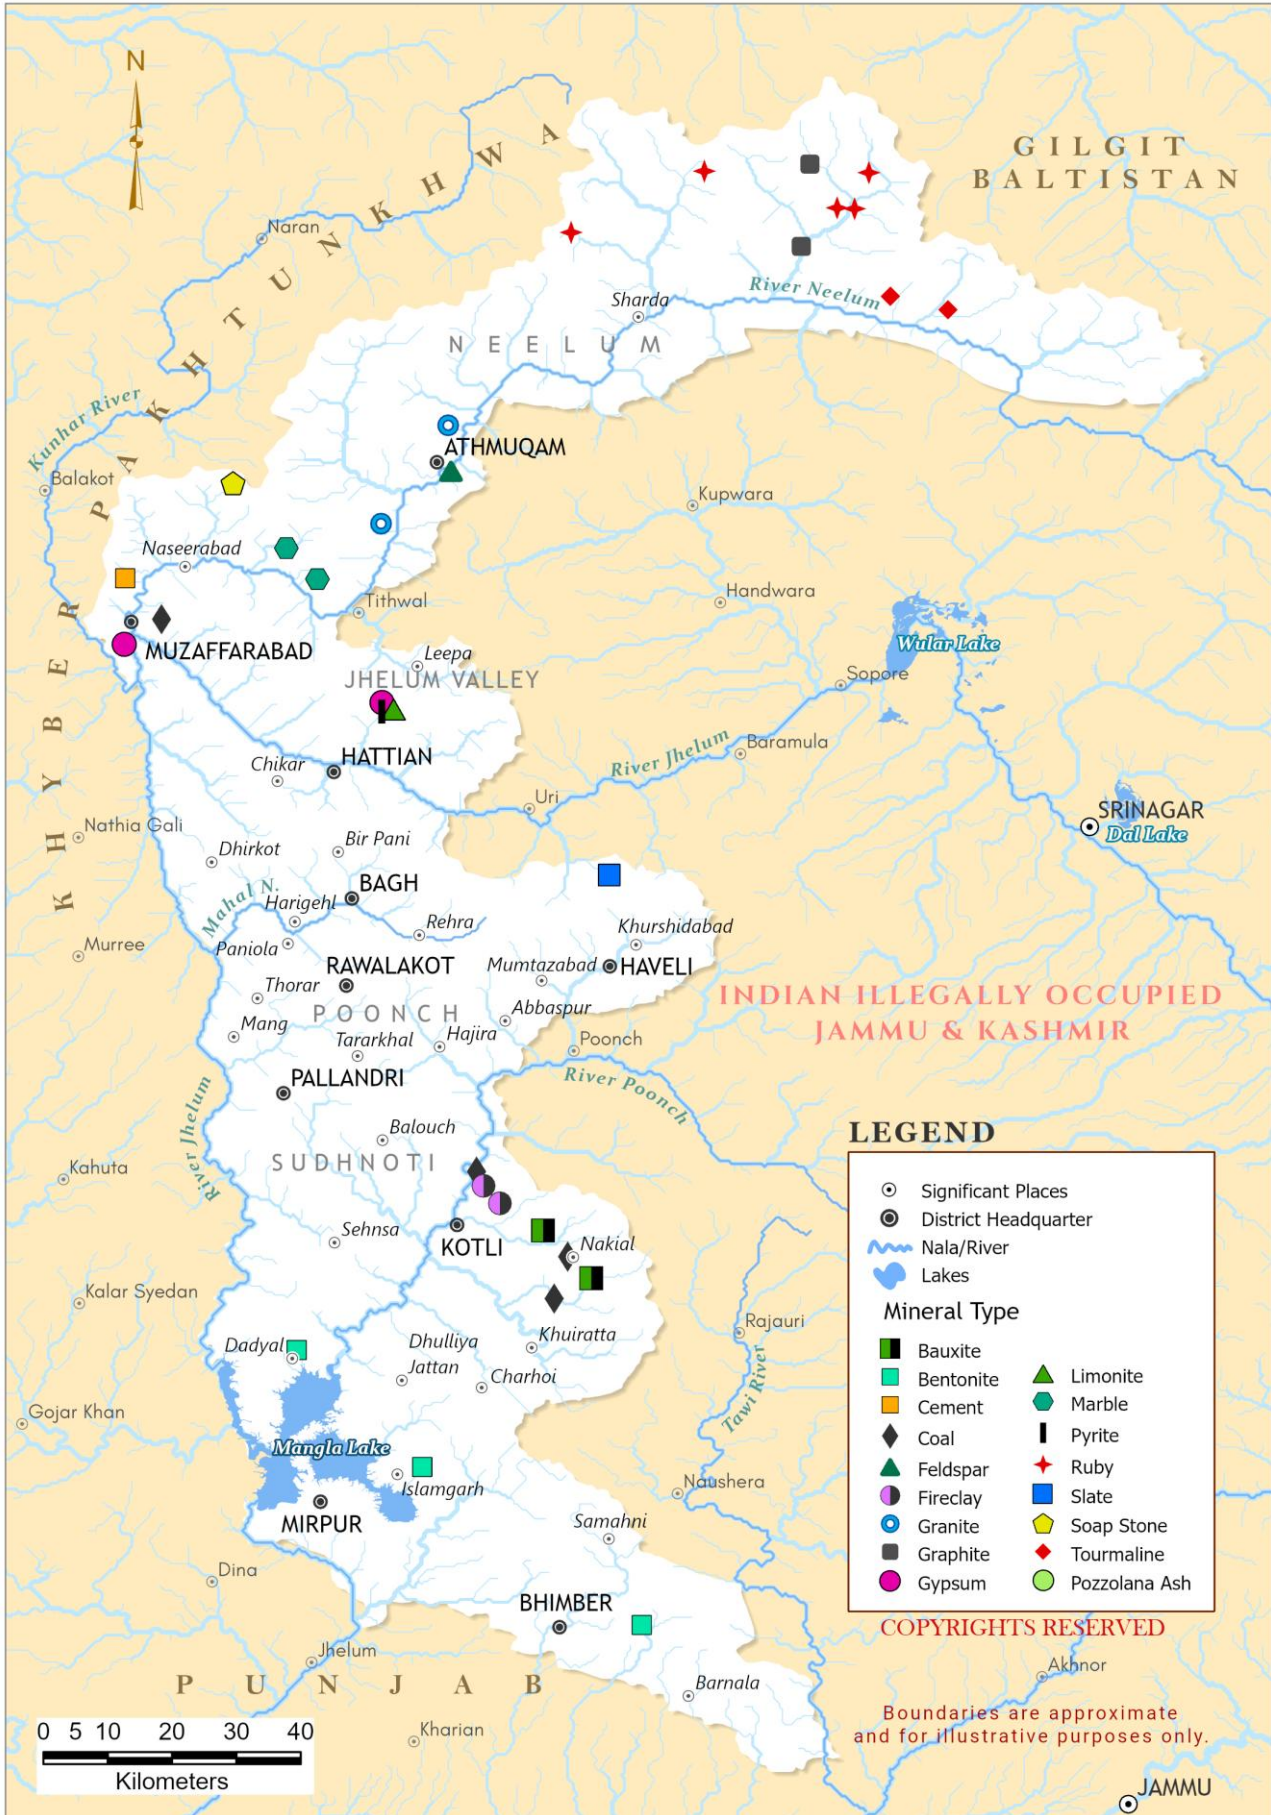 N
GILGIT
BALTISTAN
KHYBER PAKHTUNKHWA
Naran
River Neelum
Sharda
NEELUM
Kunhar River
Balakot
ATHMUQAM
Kupwara
Naseerabad
Handwara
Tithwal
Wular Lake
MUZAFFARABAD
Leepa
JHELUM VALLEY
Sopore
HATTIAN
Baramula
River Jhelum
Chikar
Uri
SRINAGAR
Dal Lake
Nathia Gali
Bir Pani
Dhirkot
BAGH
Mahal N.
Harigehl
Rehra
Khurshidabad
Murree
Paniola
RAWALAKOT
Mumtazabad
HAVELI
Thorar
INDIAN ILLEGALLY OCCUPIED
JAMMU & KASHMIR
POONCH
Abbaspur
Mang
Tararkhal
Hajira
Poonch
PALLANDRI
River Poonch
River Jhelum
Balouch
SUDHNOTI
Kahuta
Sehnsa
KOTLI
Nakial
Kalar Syedan
Rajauri
Dadyal
Dhulliya
Jattan
Khuiratta
Charhoi
Tawi River
Gojar Khan
Mangla Lake
Islamgarh
Naushera
MIRPUR
Samahni
Dina
BHIMBER
Jhelum
PUNJAB
Barnala
Kharian
Akhnor
JAMMU
LEGEND
Significant Places
District Headquarter
Nala/River
Lakes
Mineral Type
Bauxite
Bentonite
Cement
Coal
Feldspar
Fireclay
Granite
Graphite
Gypsum
Limonite
Marble
Pyrite
Ruby
Slate
Soap Stone
Tourmaline
Pozzolana Ash
COPYRIGHTS RESERVED
Boundaries are approximate
and for illustrative purposes only.
0 5 10 20 30 40
Kilometers